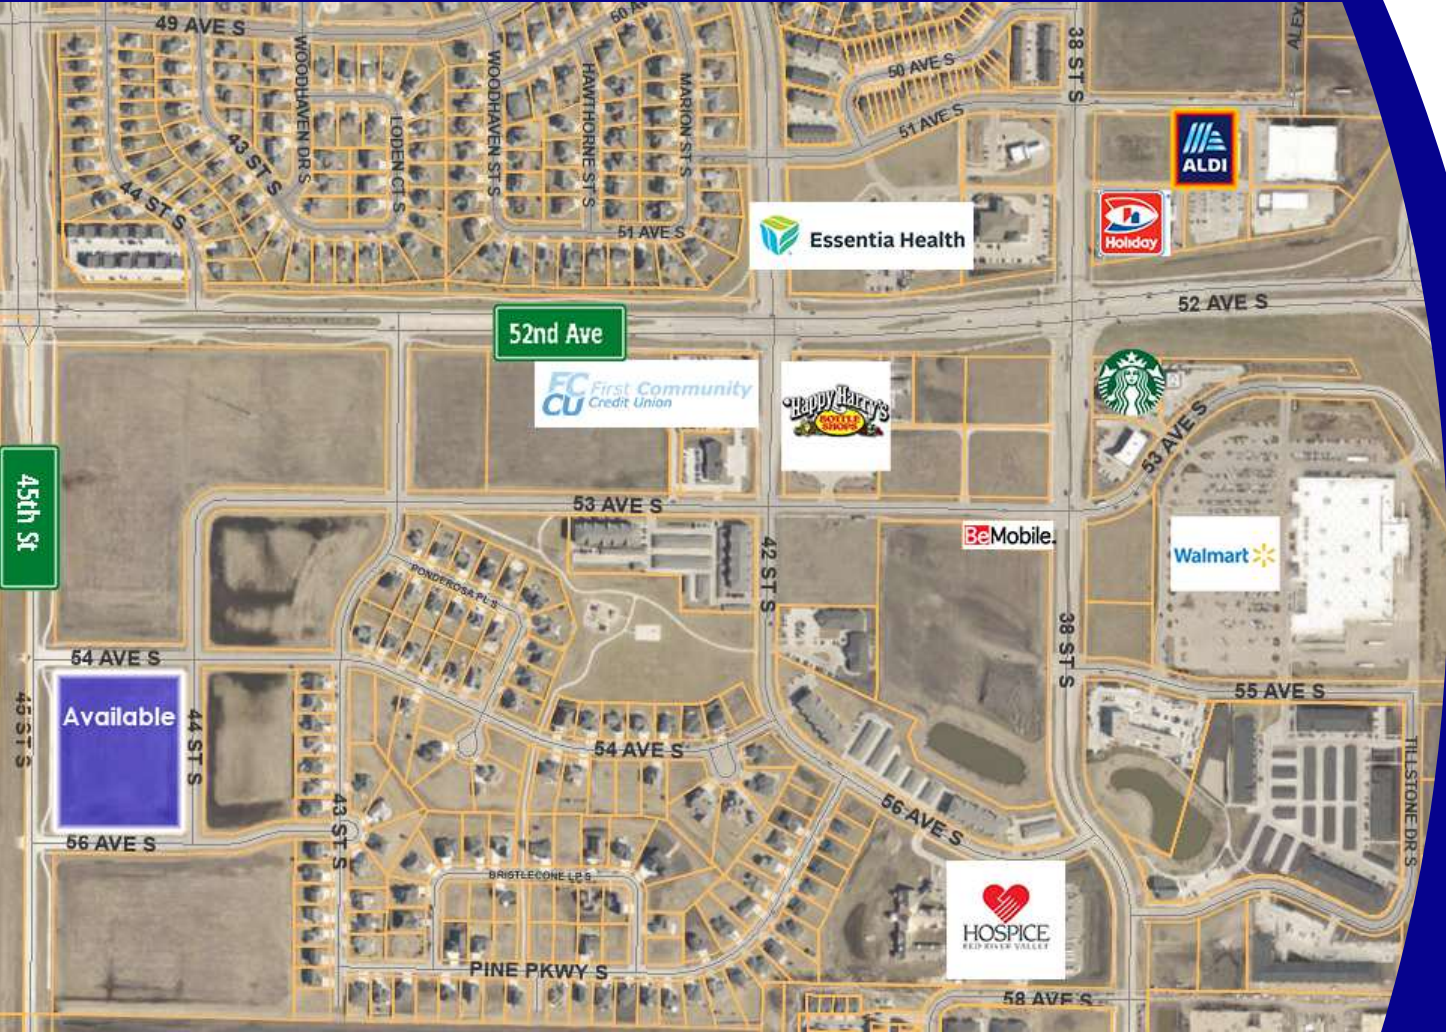 49 AVE S
50 AV
WOODHAVEN DR S
WOODHAVEN ST S
HAWTHORNE ST S
MARION ST S
LODEN CT S
43 ST S
44 ST S
51 AVE S
50 AVE S
51 AVE S
38 ST S
ALEX
ALDI
Holiday
Essentia Health
52 AVE S
52nd Ave
FCCU First Community
Credit Union
"Happy Harry's
BOTTLE
SHOPS
53 AVE S
45th St
53 AVE S
BeMobile.
Walmart
42 ST S
PONDEROSA PL S
38 ST S
54 AVE S
55 AVE S
Available
45 ST S
44 ST S
54 AVE S
TILLSTONE DR S
43 ST S
56 AVE S
56 AVE S
BRISTLECONE LP S
HOSPICE
RED RIVER VALLEY
PINE PKWY S
58 AVE S